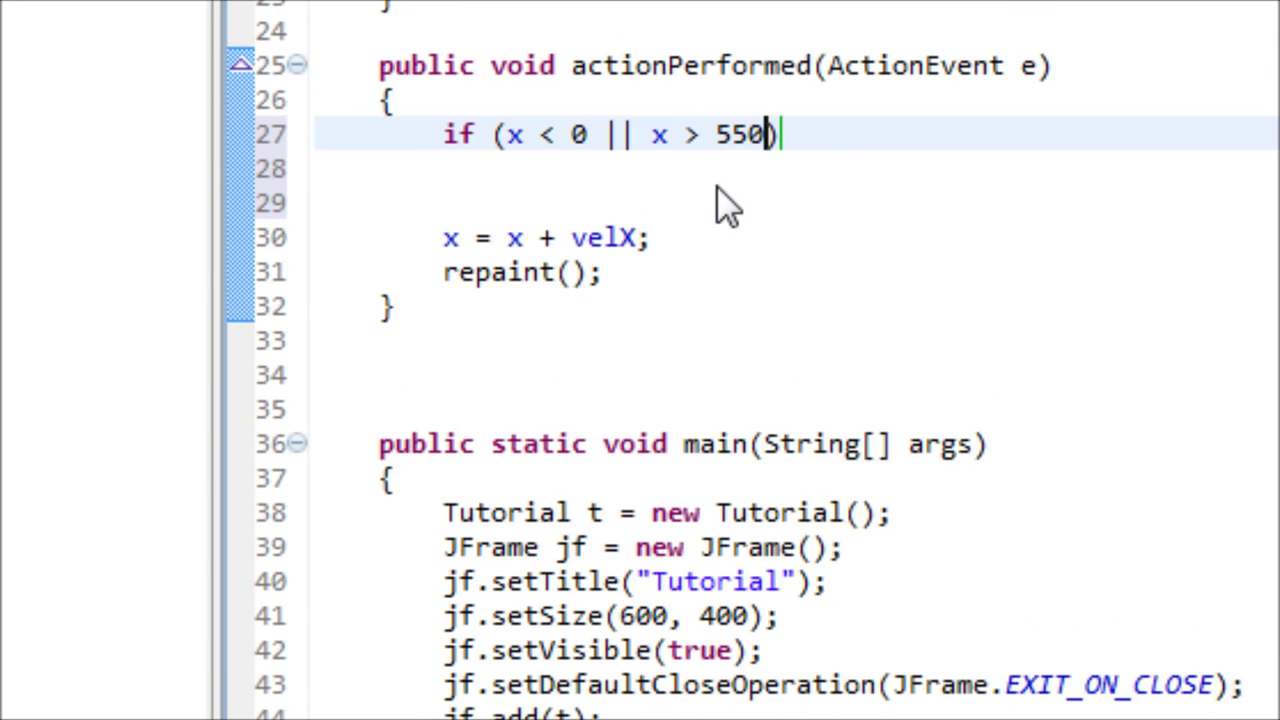 24
25 public void actionPerformed(ActionEvent e)
26 {
27 if (x < 0 || x > 550)
28
29
30 x = x + velX;
31 repaint();
32 }
33
34
35
36 public static void main(String[] args)
37 {
38 Tutorial t = new Tutorial();
39 JFrame jf = new JFrame();
40 jf.setTitle("Tutorial");
41 jf.setSize(600, 400);
42 jf.setVisible(true);
43 jf.setDefaultCloseOperation(JFrame.EXIT_ON_CLOSE);
44 jf.add(t);